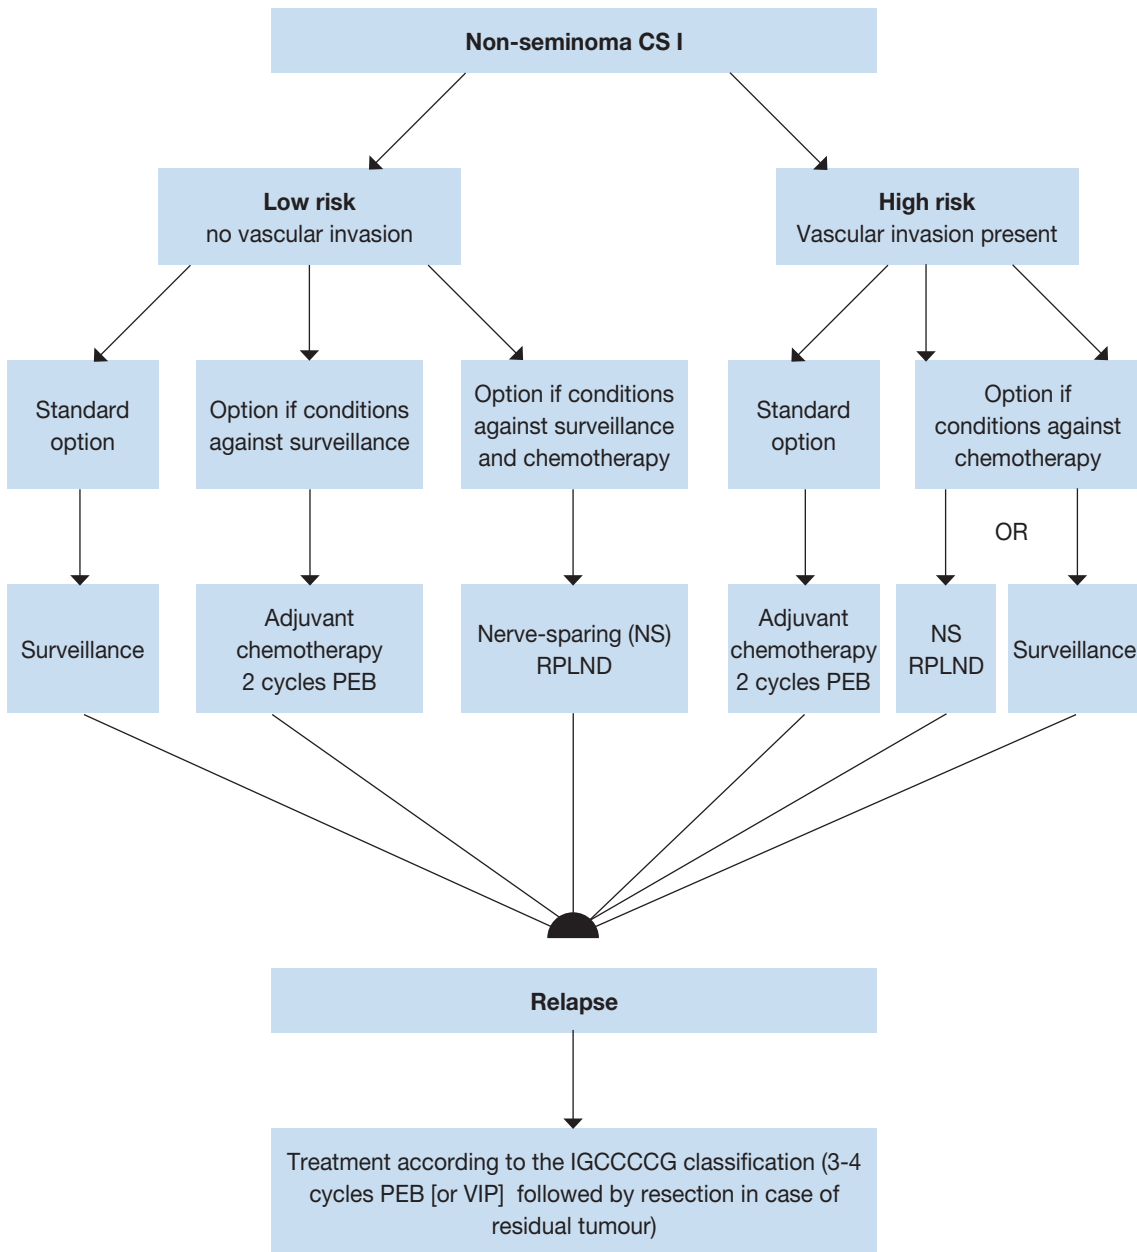 Non-seminoma CS I
Low risk
no vascular invasion
High risk
Vascular invasion present
Standard
option
Option if conditions
against surveillance
Option if conditions
against surveillance
and chemotherapy
Standard
option
Option if
conditions against
chemotherapy
OR
Surveillance
Adjuvant
chemotherapy
2 cycles PEB
Nerve-sparing (NS)
RPLND
Adjuvant
chemotherapy
2 cycles PEB
NS
RPLND
Surveillance
Relapse
Treatment according to the IGCCCCG classification (3-4
cycles PEB [or VIP] followed by resection in case of
residual tumour)